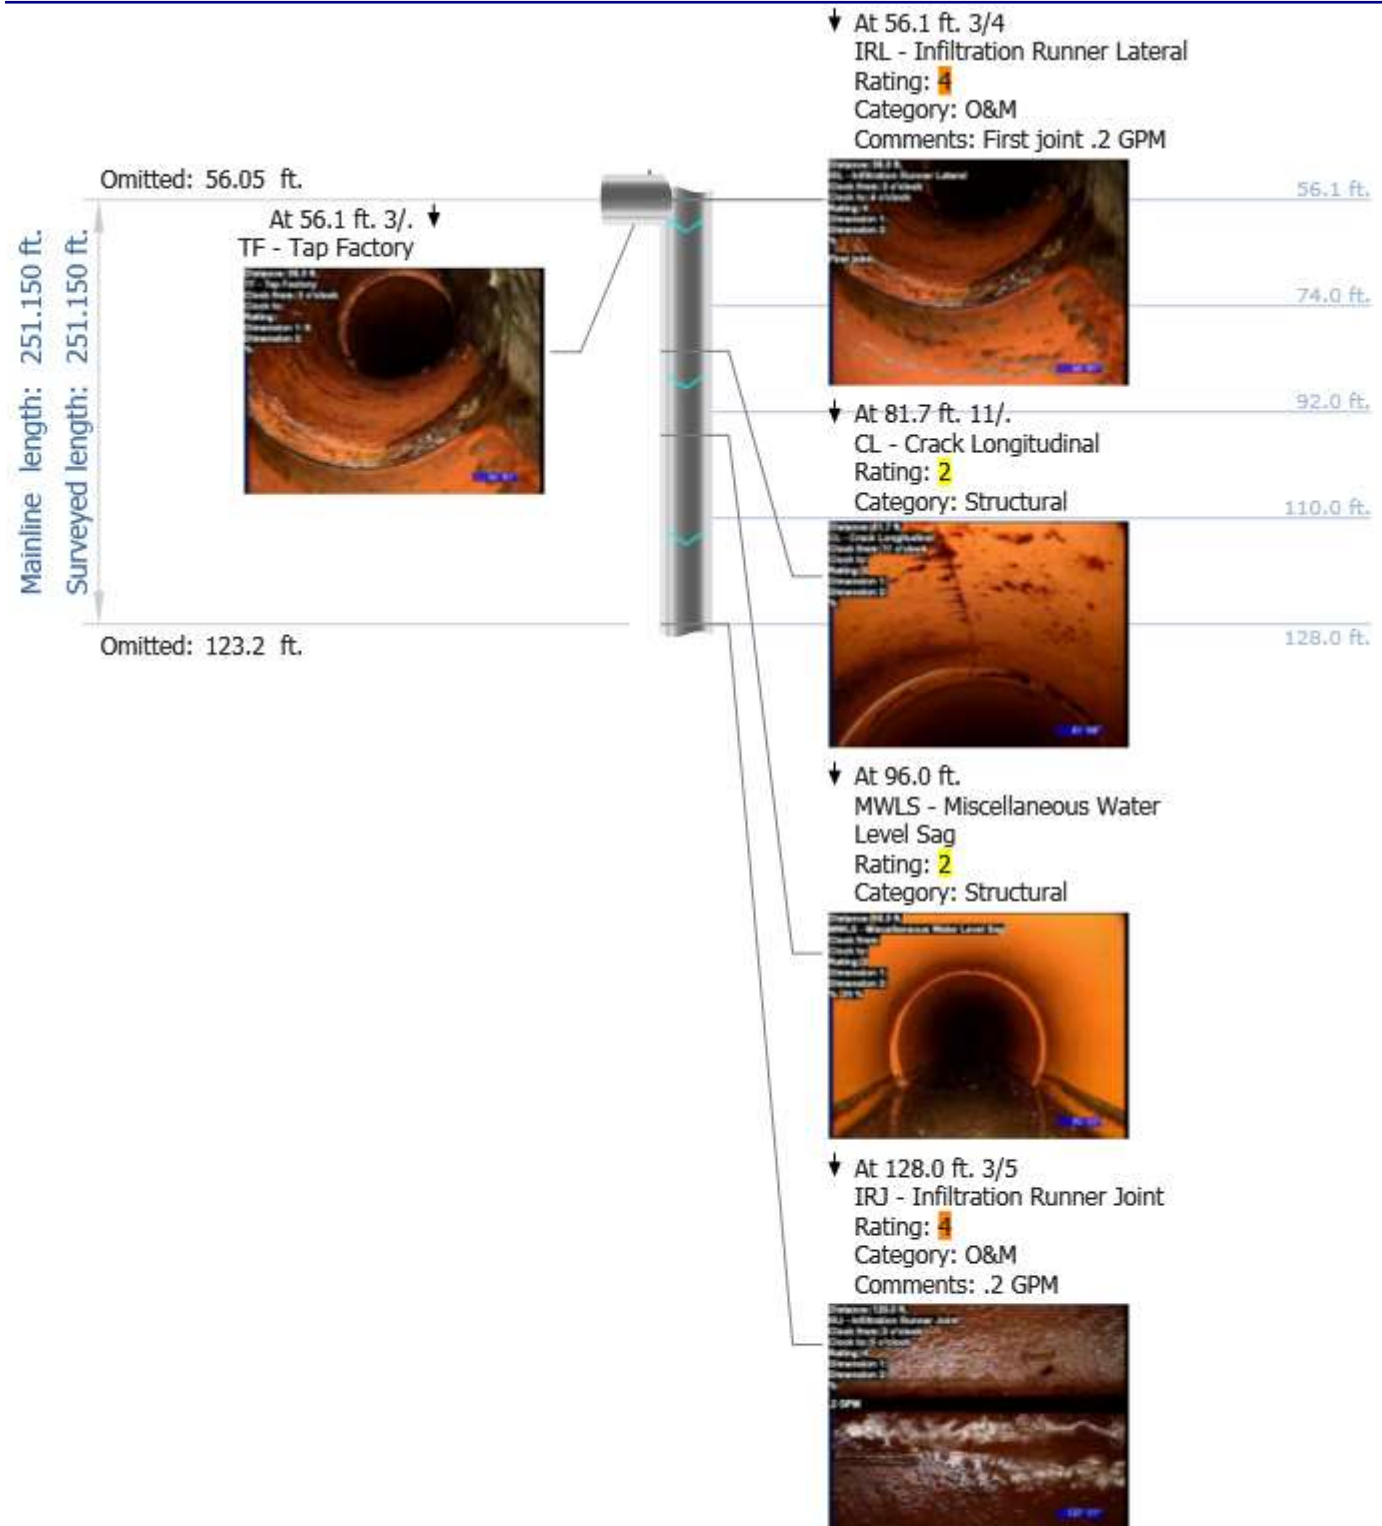 At 56.1 ft. 3/4
IRL - Infiltration Runner Lateral
Rating: 4
Category: O&M
Comments: First joint .2 GPM
Omitted: 56.05 ft.
56.1 ft.
At 56.1 ft. 3/.
TF - Tap Factory
Mainline length: 251.150 ft.
Surveyed length: 251.150 ft.
74.0 ft.
92.0 ft.
At 81.7 ft. 11/.
CL - Crack Longitudinal
Rating: 2
Category: Structural
110.0 ft.
128.0 ft.
Omitted: 123.2 ft.
At 96.0 ft.
MWLS - Miscellaneous Water
Level Sag
Rating: 2
Category: Structural
At 128.0 ft. 3/5
IRJ - Infiltration Runner Joint
Rating: 4
Category: O&M
Comments: .2 GPM
.2 GPM